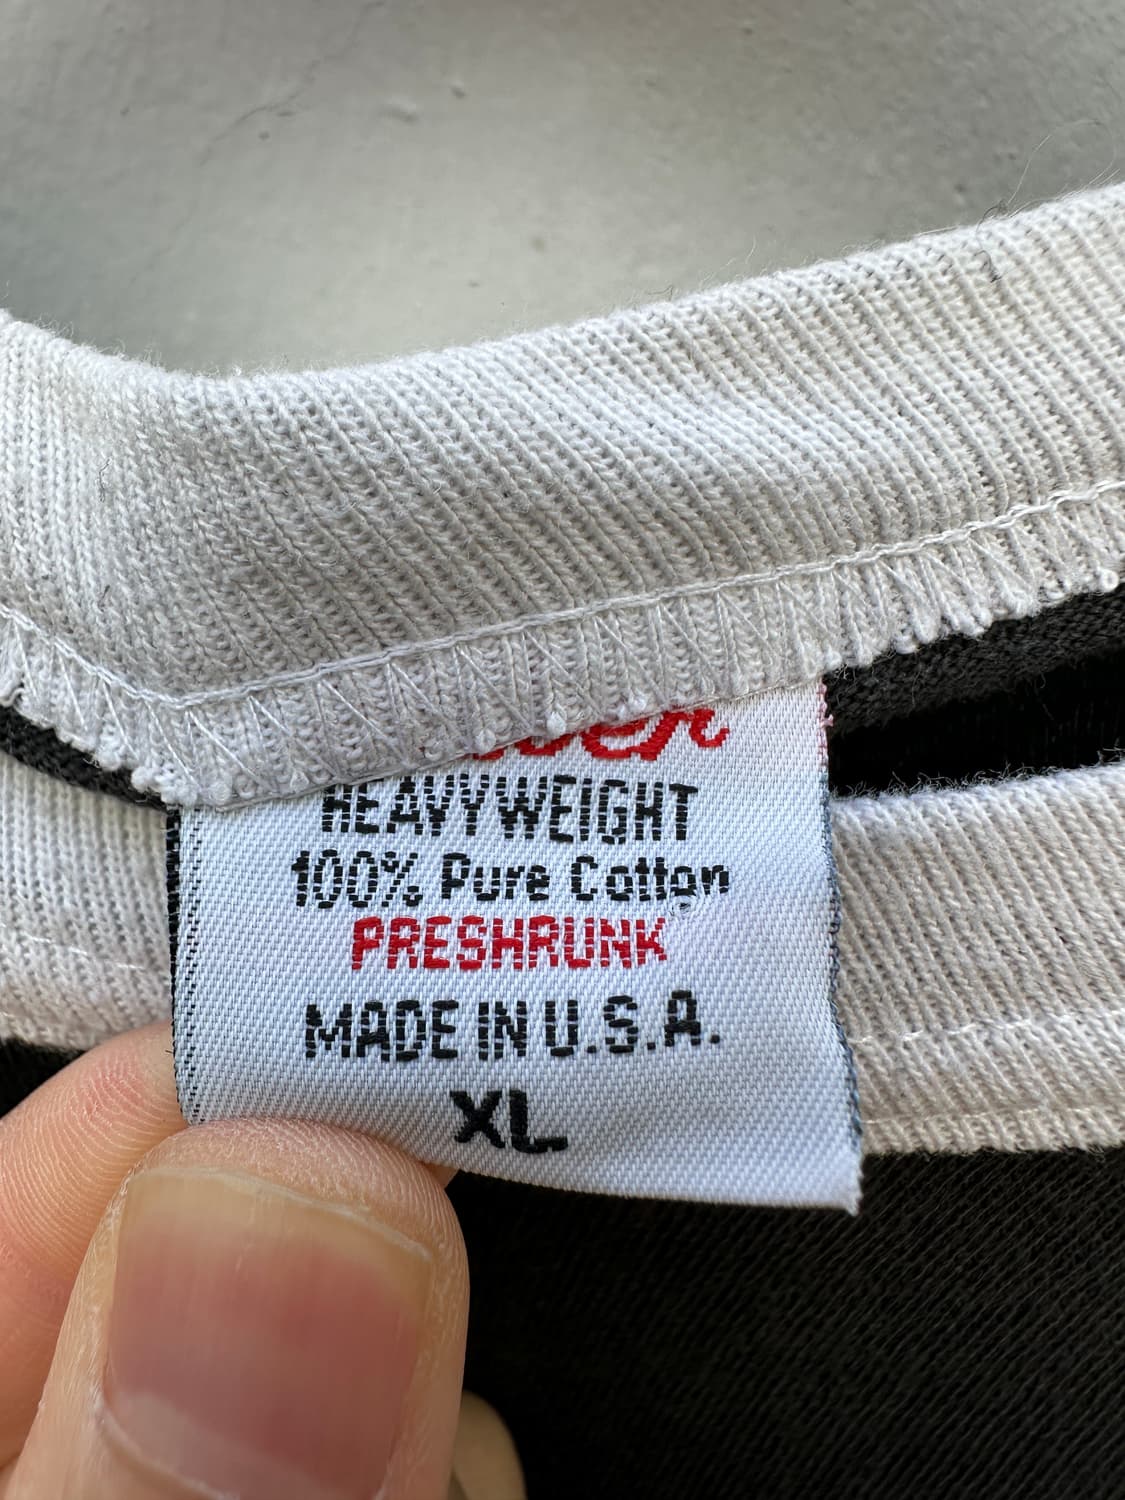 HEAVYWEIGHT
100% Pure Cotton
PRESHRUNK
MADE IN U.S.A.
XL